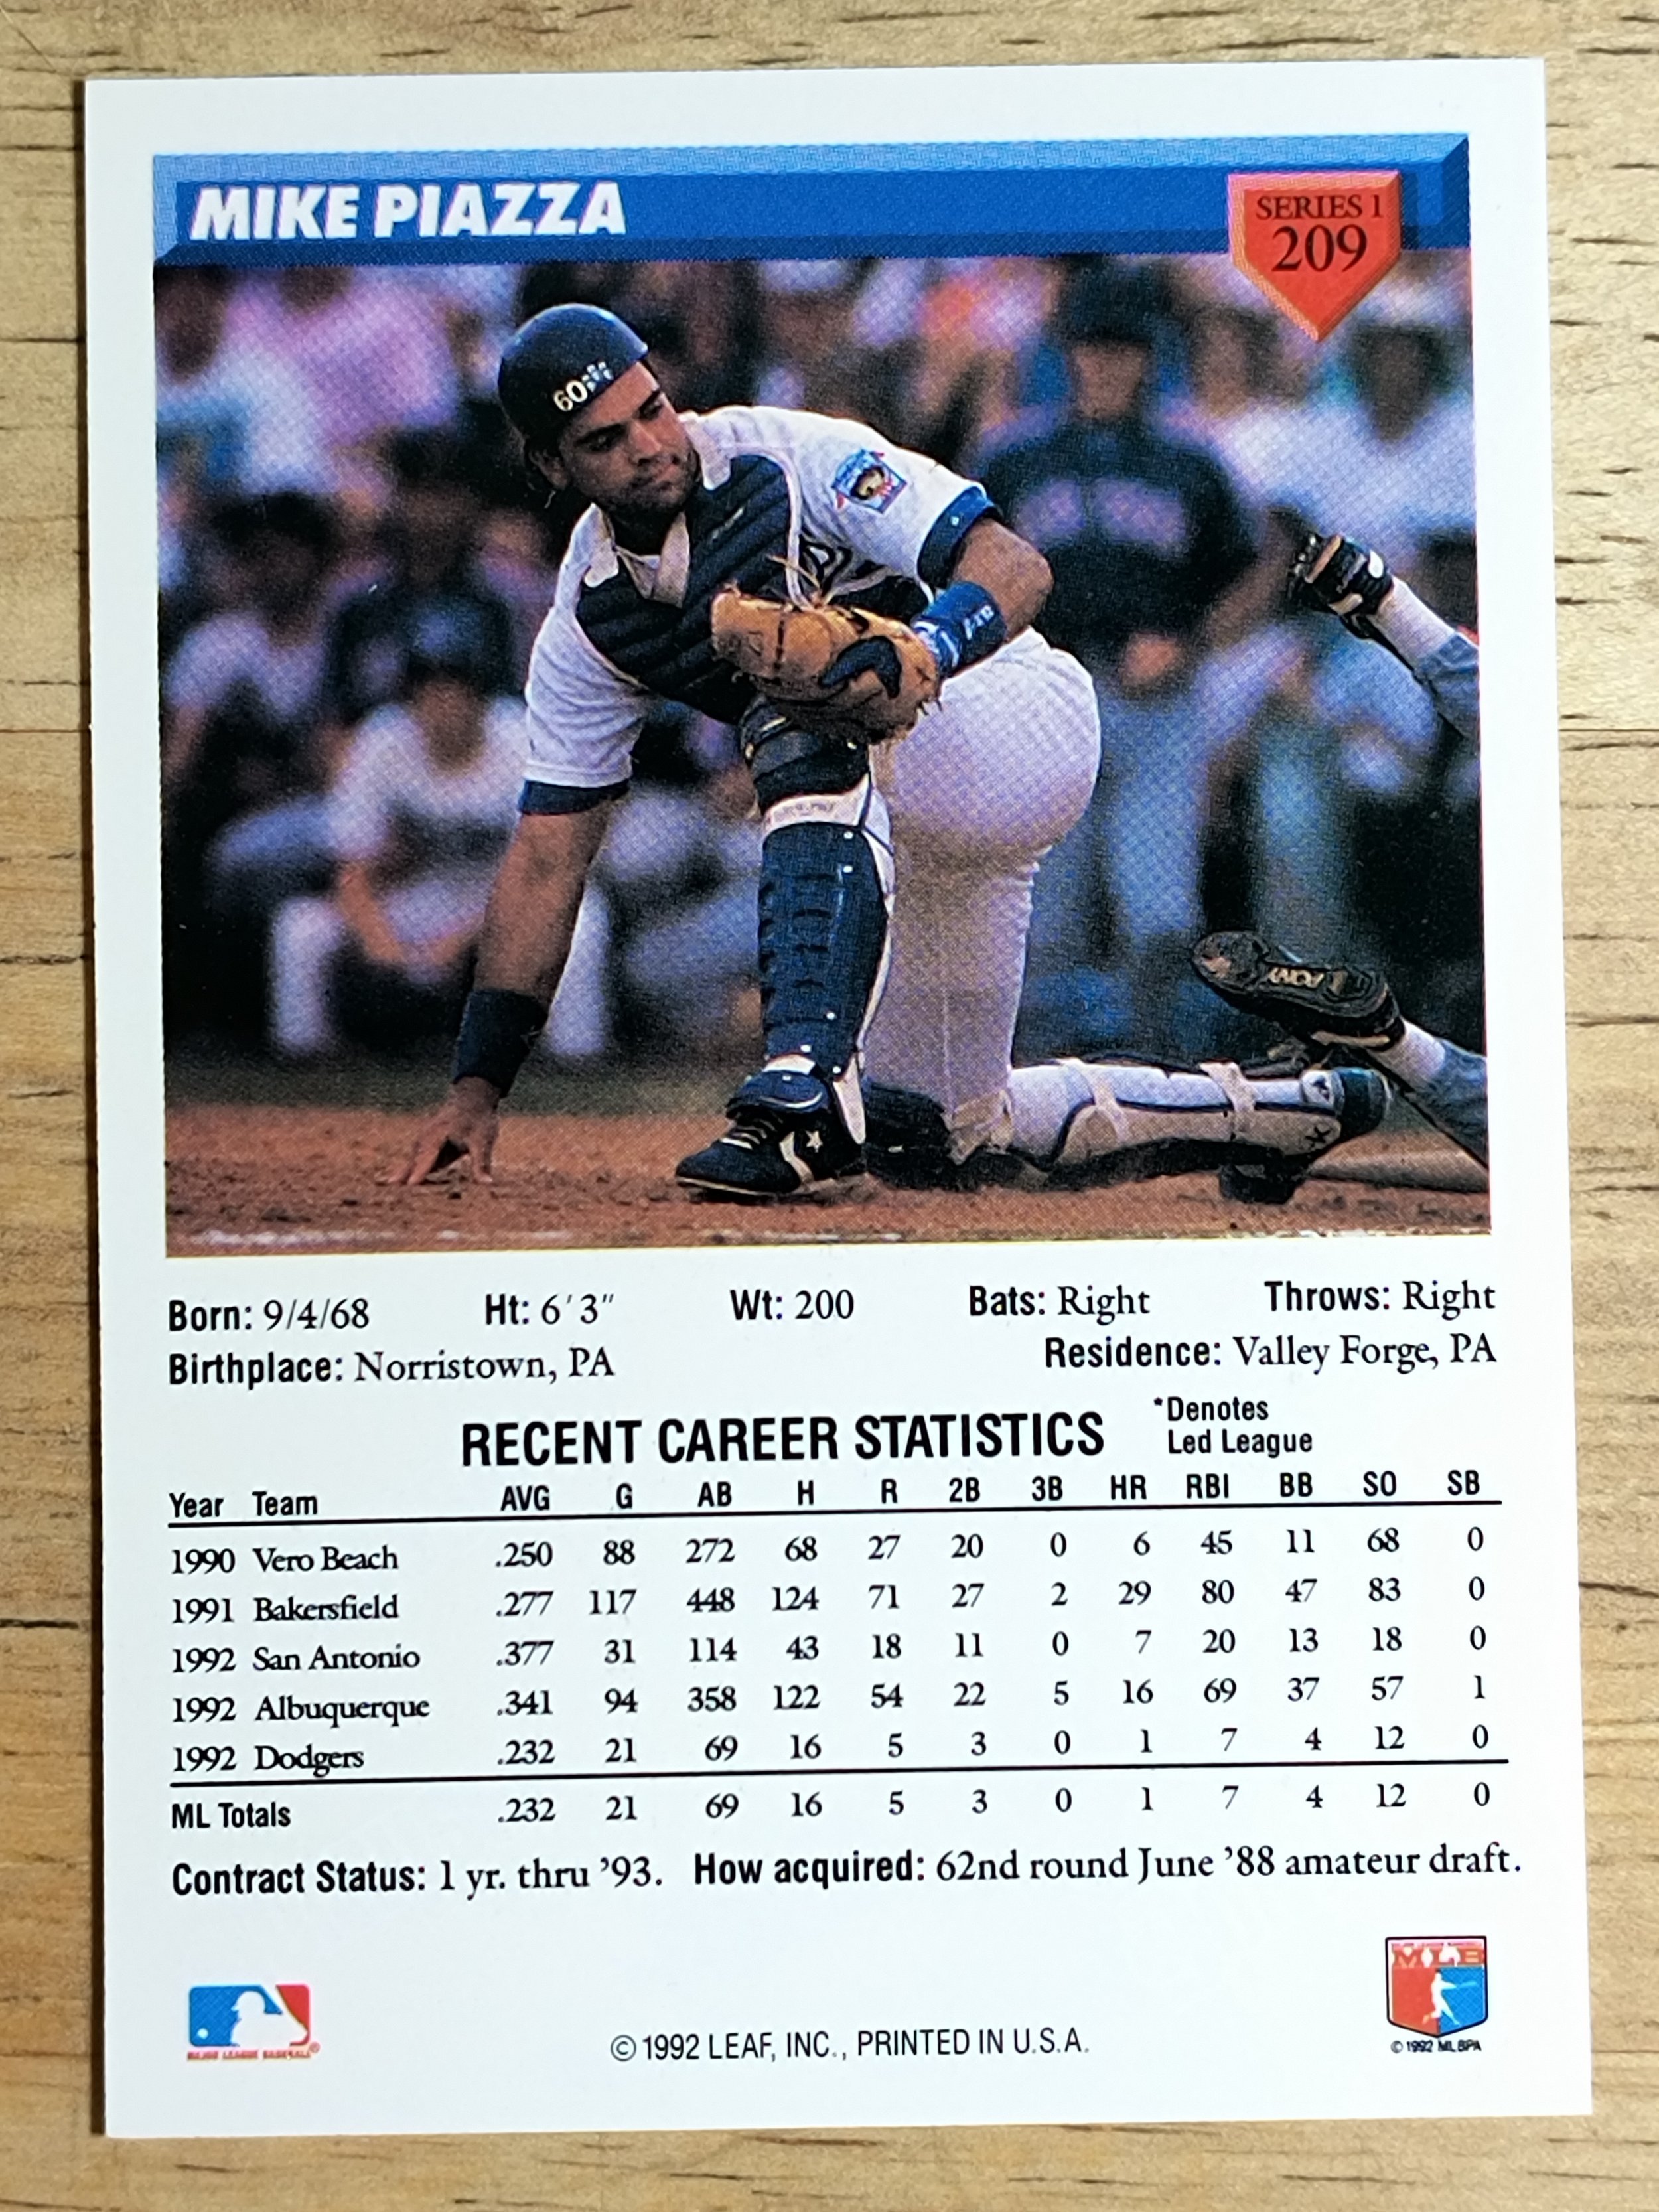 MIKE PIAZZA
SERIES 1
209
60
Born: 9/4/68 Ht: 6'3" Wt: 200 Bats: Right Throws: Right
Birthplace: Norristown, PA Residence: Valley Forge, PA
RECENT CAREER STATISTICS
*Denotes
Led League
Year Team AVG G AB H R 2B 3B HR RBI BB SO SB
1990 Vero Beach .250 88 272 68 27 20 0 6 45 11 68 0
1991 Bakersfield .277 117 448 124 71 27 2 29 80 47 83 0
1992 San Antonio .377 31 114 43 18 11 0 7 20 13 18 0
1992 Albuquerque .341 94 358 122 54 22 5 16 69 37 57 1
1992 Dodgers .232 21 69 16 5 3 0 1 7 4 12 0
ML Totals .232 21 69 16 5 3 0 1 7 4 12 0
Contract Status: 1 yr. thru '93. How acquired: 62nd round June '88 amateur draft.
MLB
MAJOR LEAGUE BASEBALL®
© 1992 LEAF, INC., PRINTED IN U.S.A.
© 1992 MLBPA